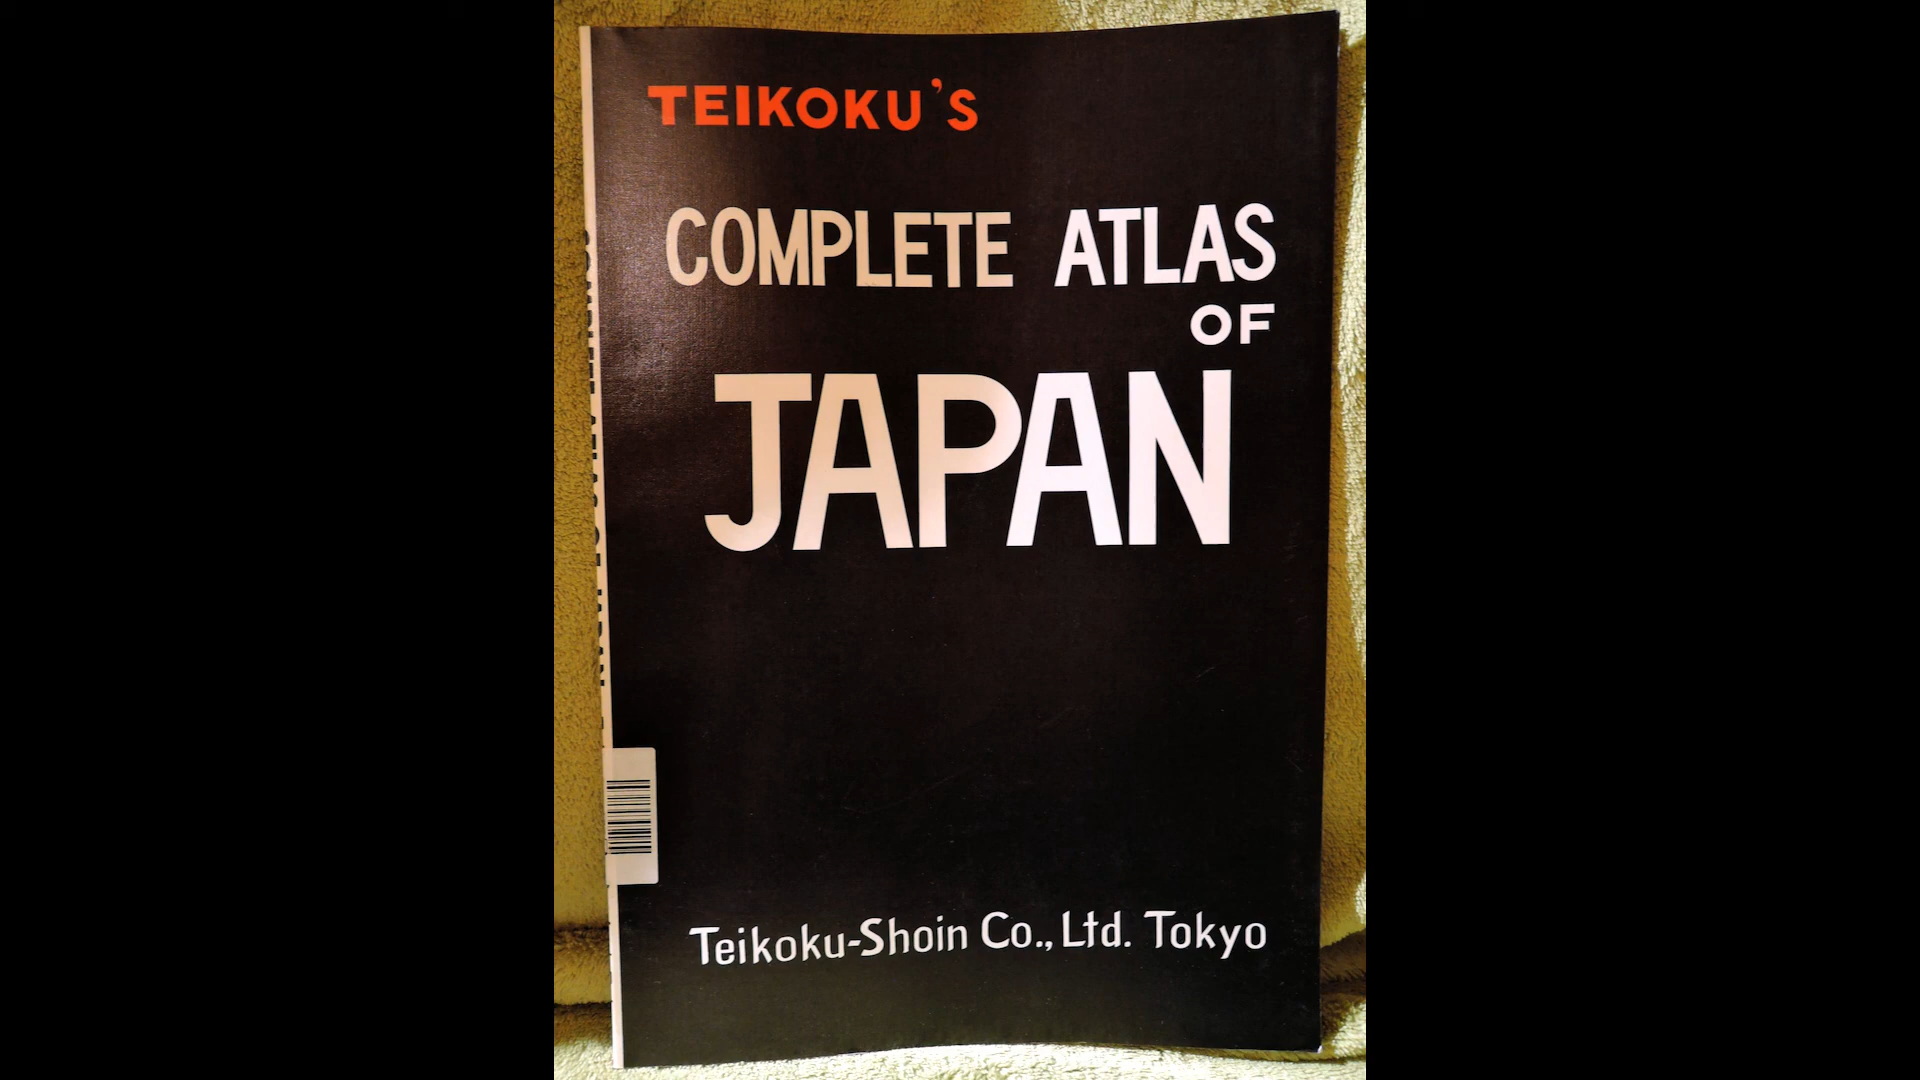 TEIKOKU'S
COMPLETE ATLAS
OF
JAPAN
Teikoku-Shoin Co., Ltd. Tokyo